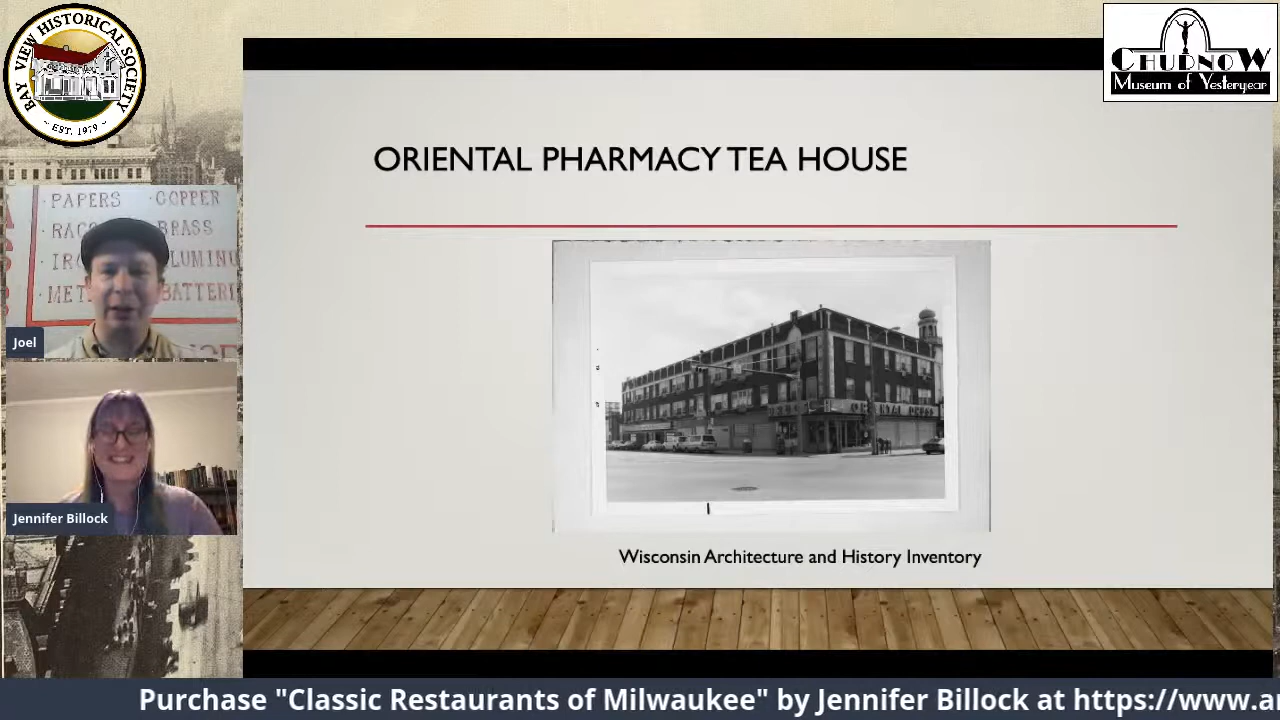 BAY VIEW HISTORICAL SOCIETY
~ EST. 1979 ~
CHUDNOW
Museum of Yesteryear
ORIENTAL PHARMACY TEA HOUSE
· PAPERS · COPPER
BRASS
Joel
Jennifer Billock
Wisconsin Architecture and History Inventory
Purchase "Classic Restaurants of Milwaukee" by Jennifer Billock at https://www.a